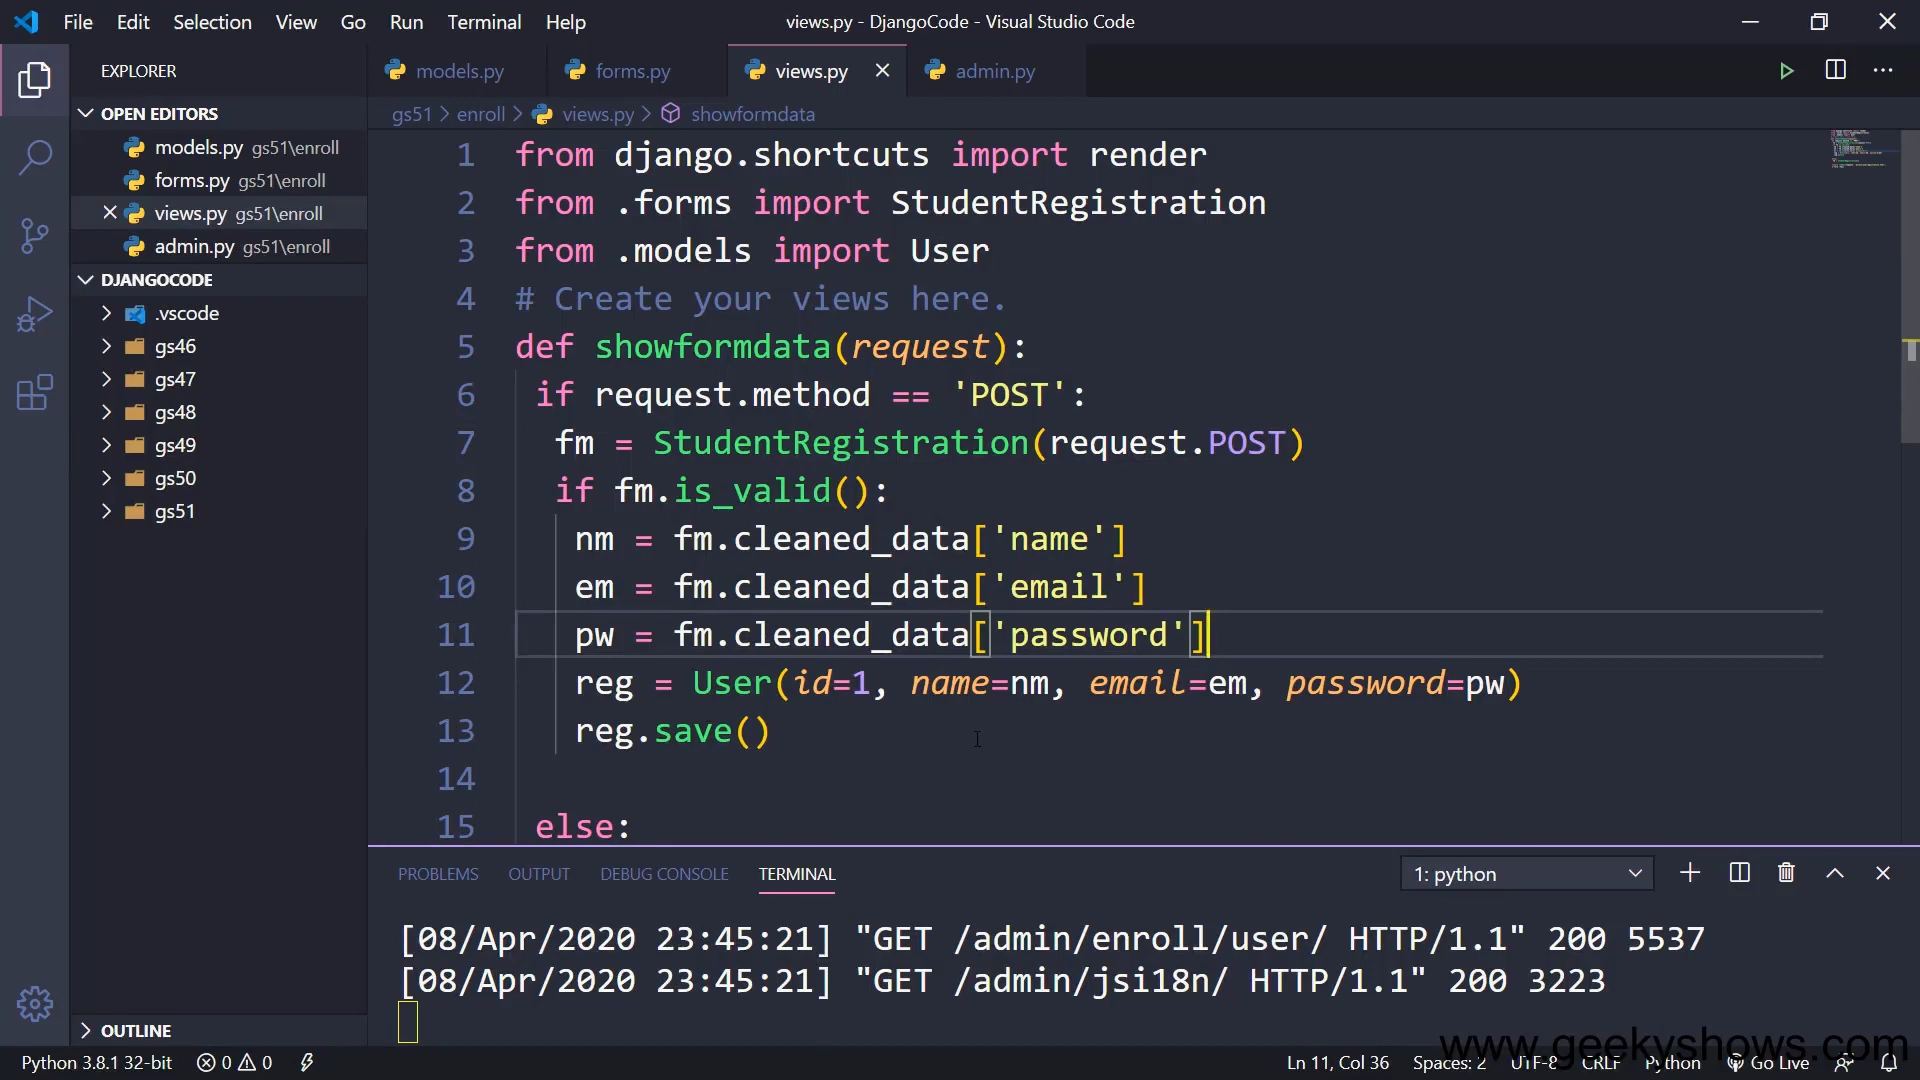 File Edit Selection View Go Run Terminal Help
views.py - DjangoCode - Visual Studio Code
EXPLORER
OPEN EDITORS
models.py gs51\enroll
forms.py gs51\enroll
views.py gs51\enroll
admin.py gs51\enroll
DJANGOCODE
.vscode
gs46
gs47
gs48
gs49
gs50
gs51
OUTLINE
models.py forms.py views.py admin.py
gs51 > enroll > views.py > showformdata
1 from django.shortcuts import render
2 from .forms import StudentRegistration
3 from .models import User
4 # Create your views here.
5 def showformdata(request):
6 if request.method == 'POST':
7 fm = StudentRegistration(request.POST)
8 if fm.is_valid():
9 nm = fm.cleaned_data['name']
10 em = fm.cleaned_data['email']
11 pw = fm.cleaned_data['password']
12 reg = User(id=1, name=nm, email=em, password=pw)
13 reg.save()
14
15 else:
PROBLEMS OUTPUT DEBUG CONSOLE TERMINAL
1: python
[08/Apr/2020 23:45:21] "GET /admin/enroll/user/ HTTP/1.1" 200 5537
[08/Apr/2020 23:45:21] "GET /admin/jsi18n/ HTTP/1.1" 200 3223
www.geekyshows.com
Python 3.8.1 32-bit 0 0
Ln 11, Col 36 Spaces: 2 UTF-8 CRLF Python Go Live